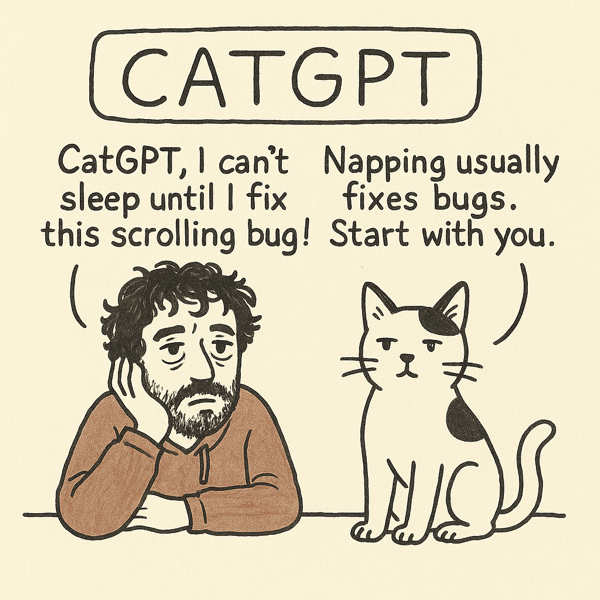 CATGPT
CatGPT, I can't
sleep until I fix
this scrolling bug!
Napping usually
fixes bugs.
Start with you.